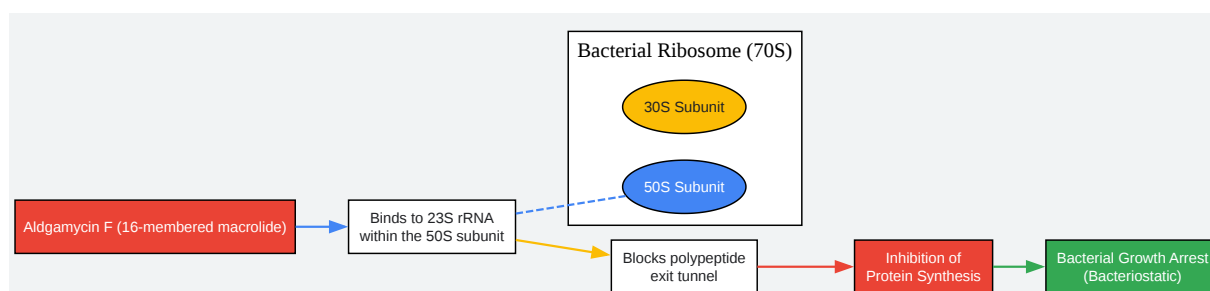 Bacterial Ribosome (70S)
30S Subunit
50S Subunit
Aldgamycin F (16-membered macrolide)
Binds to 23S rRNA
within the 50S subunit
Blocks polypeptide
exit tunnel
Inhibition of
Protein Synthesis
Bacterial Growth Arrest
(Bacteriostatic)